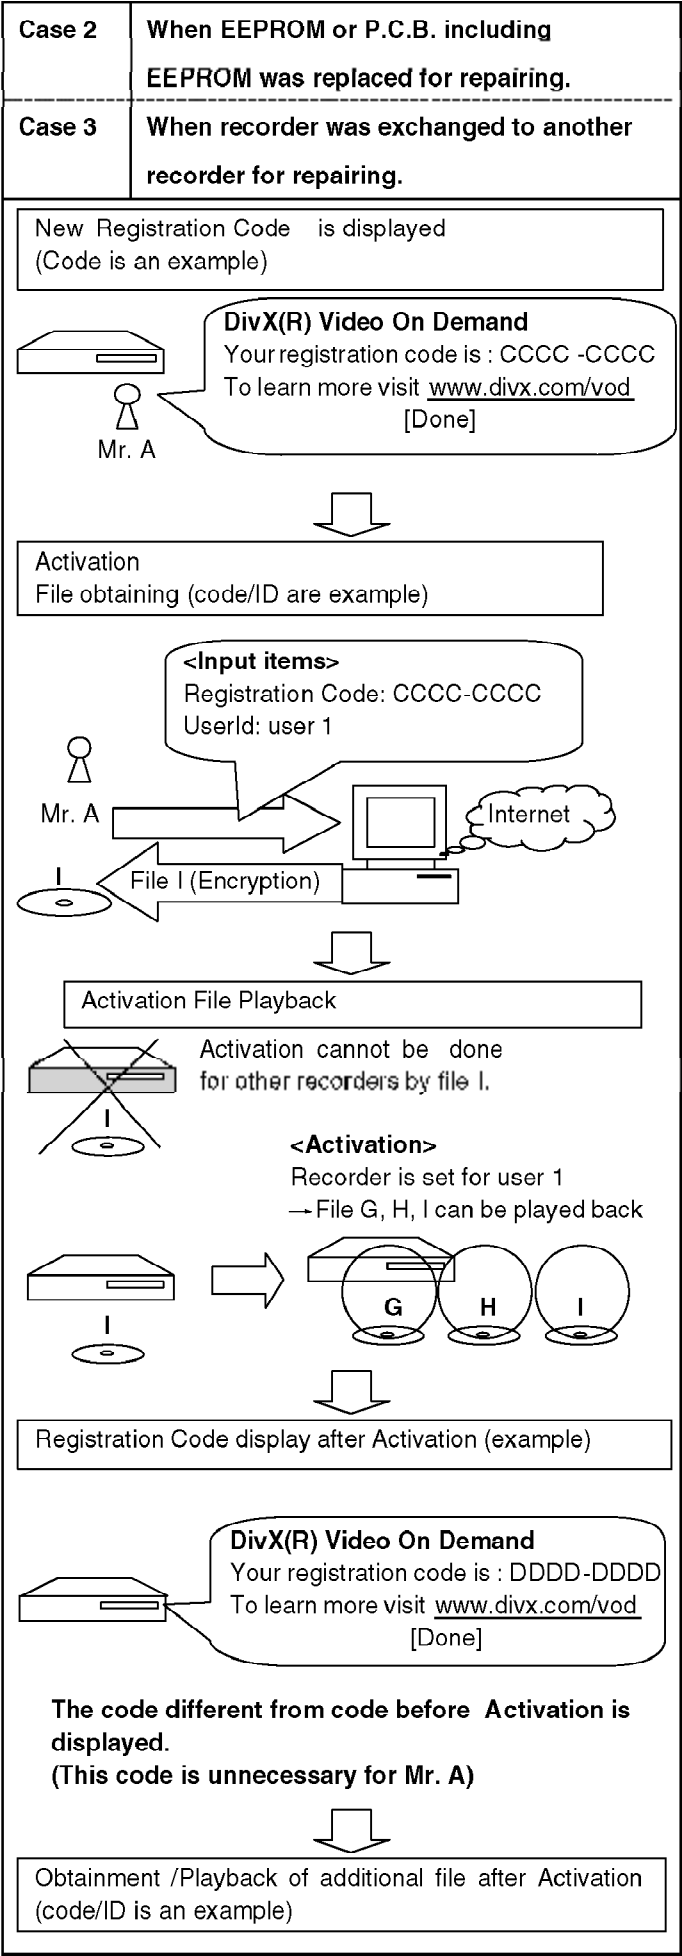 Case 2 When EEPROM or P.C.B. including
EEPROM was replaced for repairing.
Case 3 When recorder was exchanged to another
recorder for repairing.
New Registration Code is displayed
(Code is an example)
DivX(R) Video On Demand
Your registration code is : CCCC -CCCC
To learn more visit www.divx.com/vod
[Done]
Mr. A
Activation
File obtaining (code/ID are example)
<Input items>
Registration Code: CCCC-CCCC
UserId: user 1
Mr. A
Internet
I
File I (Encryption)
Activation File Playback
Activation cannot be done
for other recorders by file I.
I
<Activation>
Recorder is set for user 1
→ File G, H, I can be played back
I
G H I
Registration Code display after Activation (example)
DivX(R) Video On Demand
Your registration code is : DDDD-DDDD
To learn more visit www.divx.com/vod
[Done]
The code different from code before Activation is
displayed.
(This code is unnecessary for Mr. A)
Obtainment /Playback of additional file after Activation
(code/ID is an example)